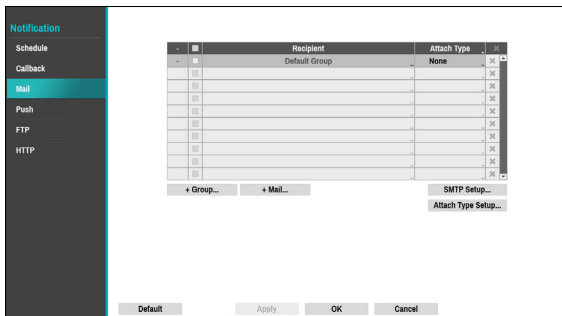 Notification
Schedule
Callback
Mail
Push
FTP
HTTP
- Recipient Attach Type
- Default Group None
+ Group... + Mail... SMTP Setup...
Attach Type Setup...
Default Apply OK Cancel